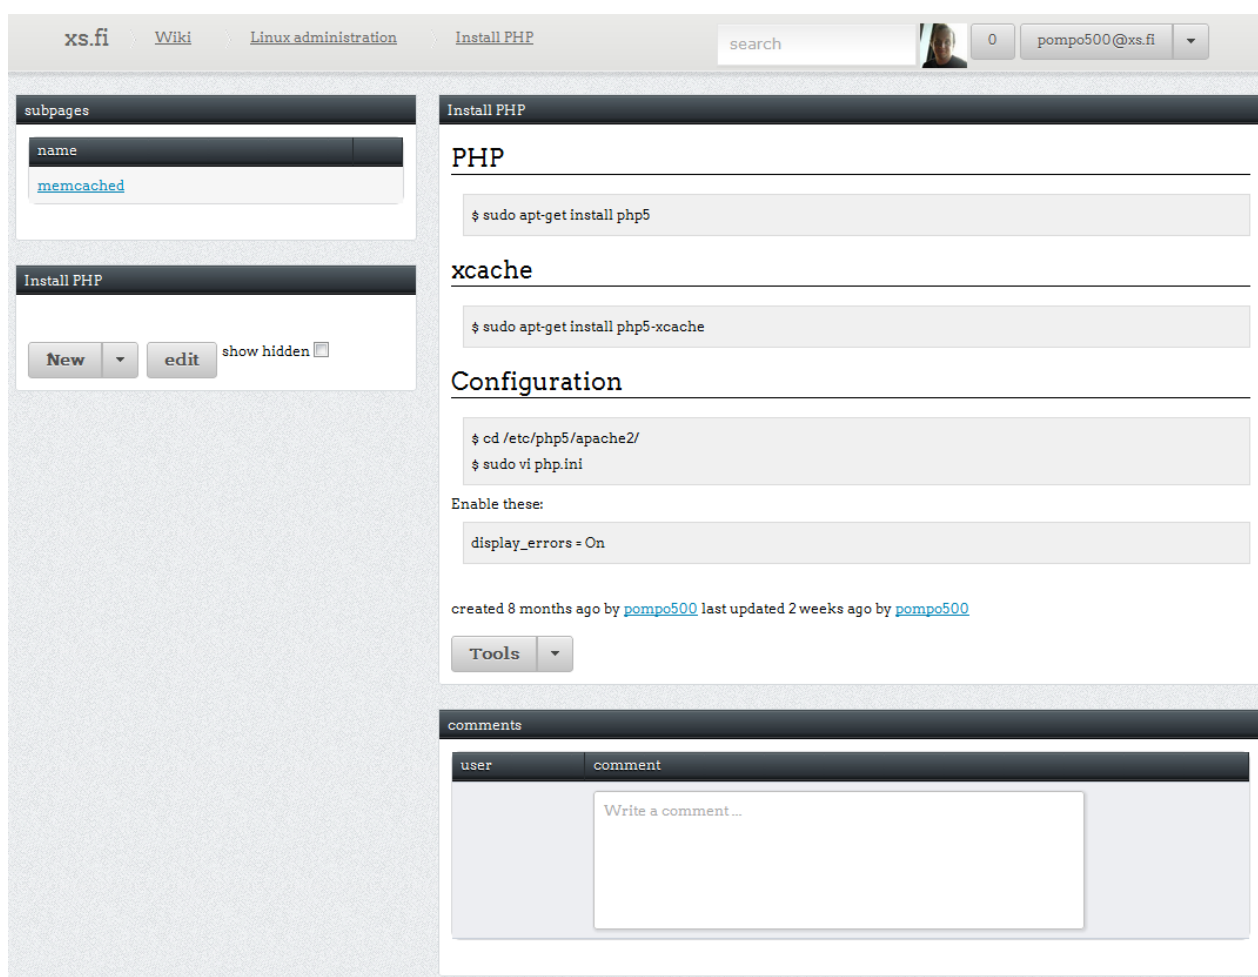 xs.fi Wiki Linux administration Install PHP search 0 pompo500@xs.fi
subpages
name
memcached
Install PHP
New edit show hidden
Install PHP
PHP
$ sudo apt-get install php5
xcache
$ sudo apt-get install php5-xcache
Configuration
$ cd /etc/php5/apache2/
$ sudo vi php.ini
Enable these:
display_errors = On
created 8 months ago by pompo500 last updated 2 weeks ago by pompo500
Tools
comments
user comment
Write a comment ...